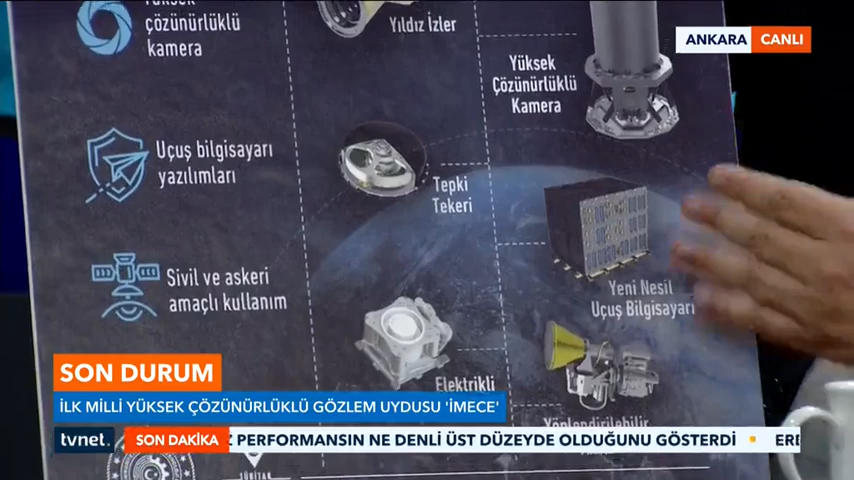 Yüksek
çözünürlüklü
kamera
Uçuş bilgisayarı
yazılımları
Sivil ve askeri
amaçlı kullanım
Yıldız İzler
Tepki
Tekeri
Elektrikli
Yüksek
Çözünürlüklü
Kamera
Yeni Nesil
Uçuş Bilgisayarı
Yönlendirilebilir
ANKARA CANLI
SON DURUM
İLK MİLLİ YÜKSEK ÇÖZÜNÜRLÜKLÜ GÖZLEM UYDUSU 'İMECE'
tvnet. SON DAKİKA Z PERFORMANSIN NE DENLİ ÜST DÜZEYDE OLDUĞUNU GÖSTERDİ